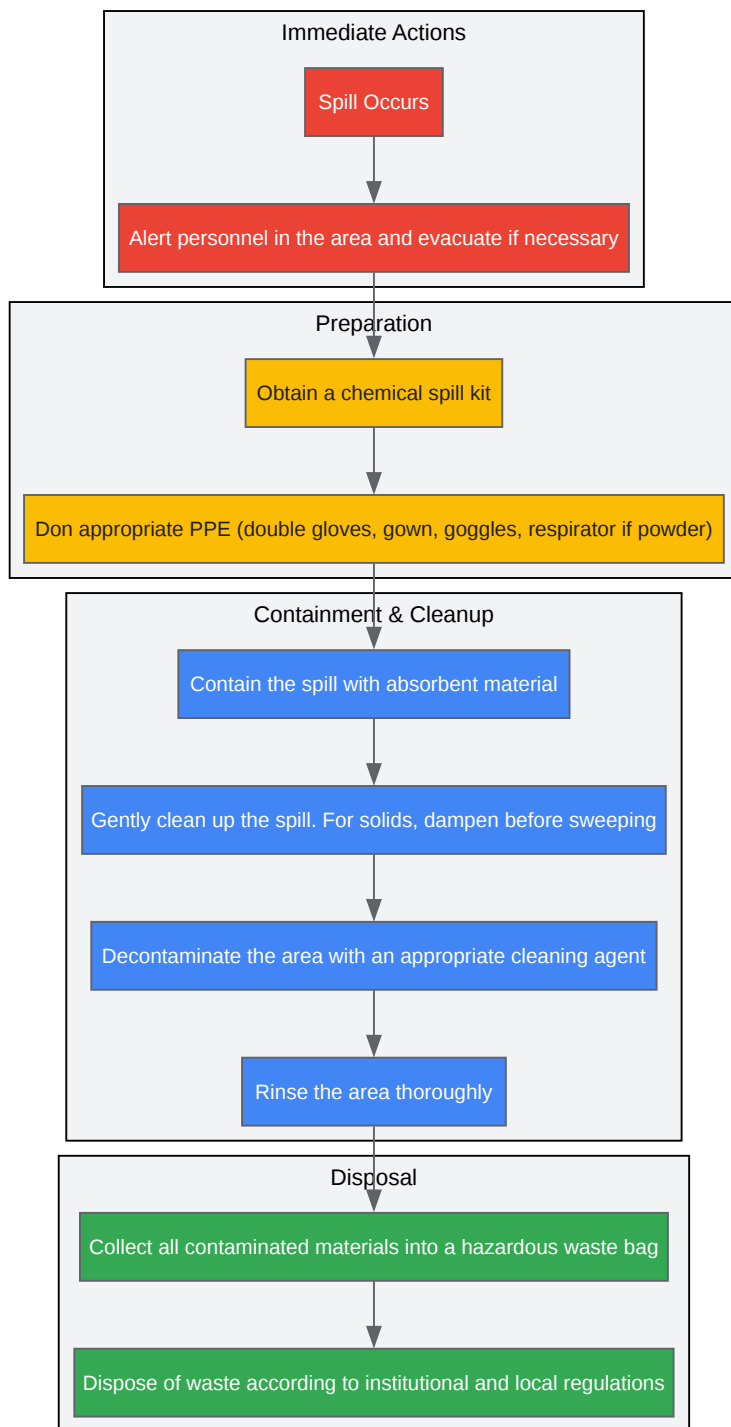 Immediate Actions
Spill Occurs
Alert personnel in the area and evacuate if necessary
Preparation
Obtain a chemical spill kit
Don appropriate PPE (double gloves, gown, goggles, respirator if powder)
Containment & Cleanup
Contain the spill with absorbent material
Gently clean up the spill. For solids, dampen before sweeping
Decontaminate the area with an appropriate cleaning agent
Rinse the area thoroughly
Disposal
Collect all contaminated materials into a hazardous waste bag
Dispose of waste according to institutional and local regulations